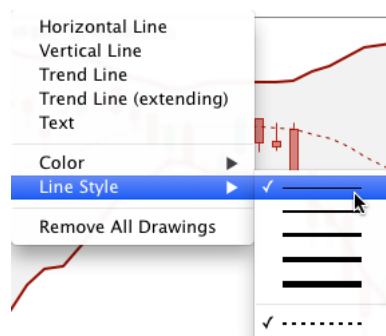 Horizontal Line
Vertical Line
Trend Line
Trend Line (extending)
Text
Color
Line Style
Remove All Drawings